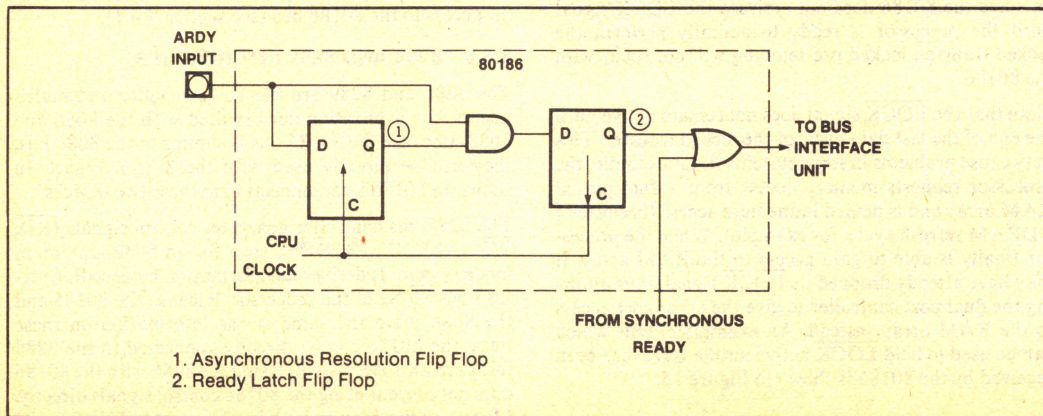 ARDY
INPUT
80186
D Q
1
C
D Q
2
C
TO BUS
INTERFACE
UNIT
CPU
CLOCK
FROM SYNCHRONOUS
READY
1. Asynchronous Resolution Flip Flop
2. Ready Latch Flip Flop